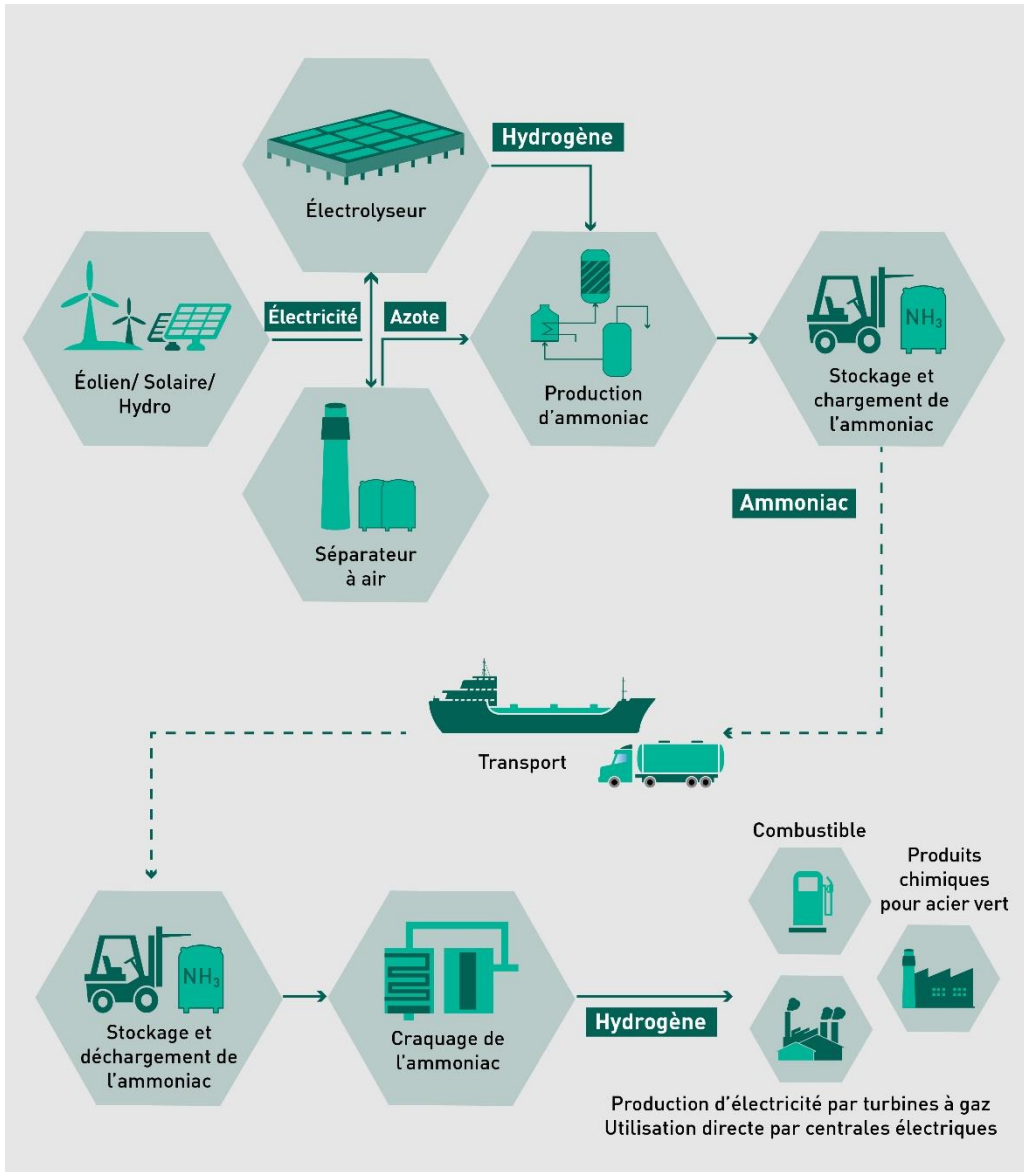 Hydrogène
Électrolyseur
Électricité
Azote
Éolien/ Solaire/
Hydro
Production
d’ammoniac
NH₃
Stockage et
chargement de
l’ammoniac
Séparateur
à air
Ammoniac
Transport
Combustible
Produits
chimiques
pour acier vert
NH₃
Stockage et
déchargement de
l’ammoniac
Craquage de
l’ammoniac
Hydrogène
Production d’électricité par turbines à gaz
Utilisation directe par centrales électriques